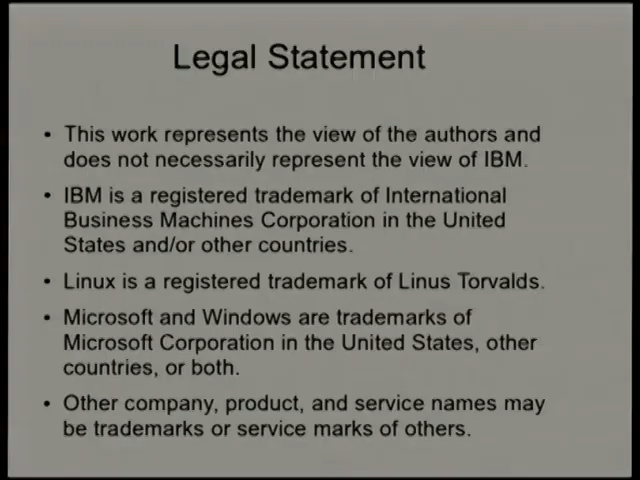 Legal Statement
• This work represents the view of the authors and
does not necessarily represent the view of IBM.
• IBM is a registered trademark of International
Business Machines Corporation in the United
States and/or other countries.
• Linux is a registered trademark of Linus Torvalds.
• Microsoft and Windows are trademarks of
Microsoft Corporation in the United States, other
countries, or both.
• Other company, product, and service names may
be trademarks or service marks of others.